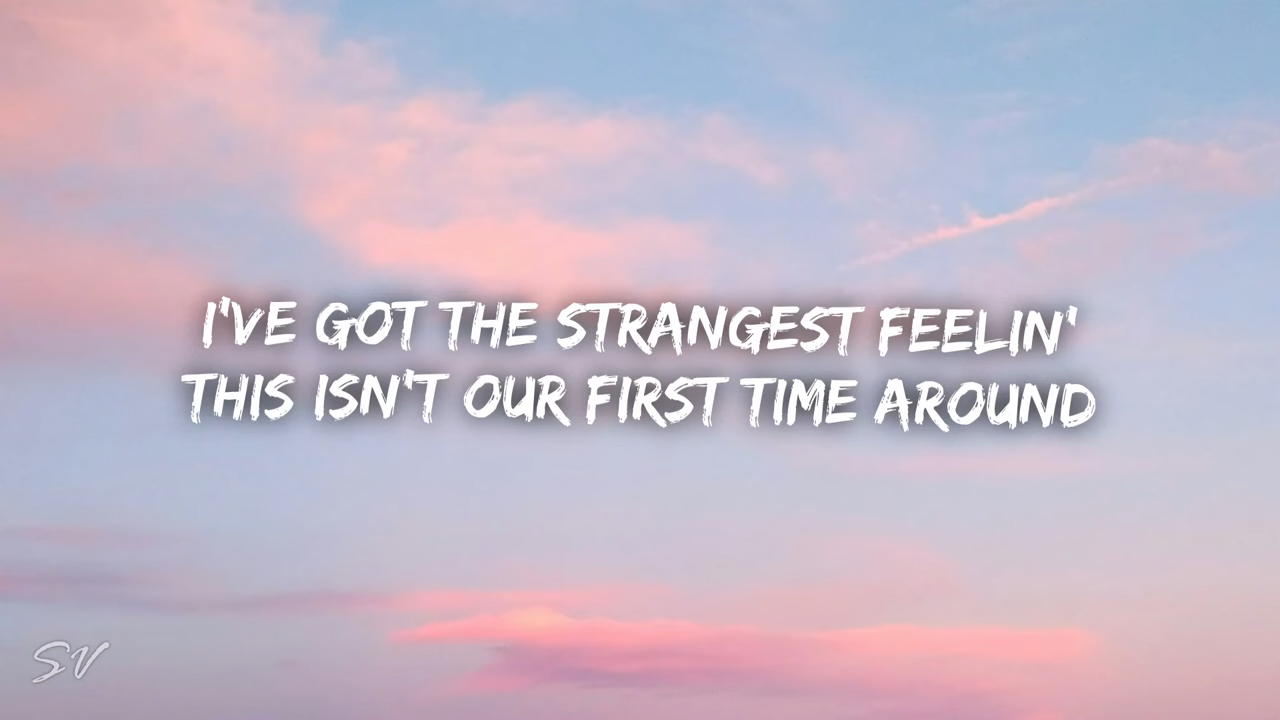 I'VE GOT THE STRANGEST FEELIN'
THIS ISN'T OUR FIRST TIME AROUND
SV